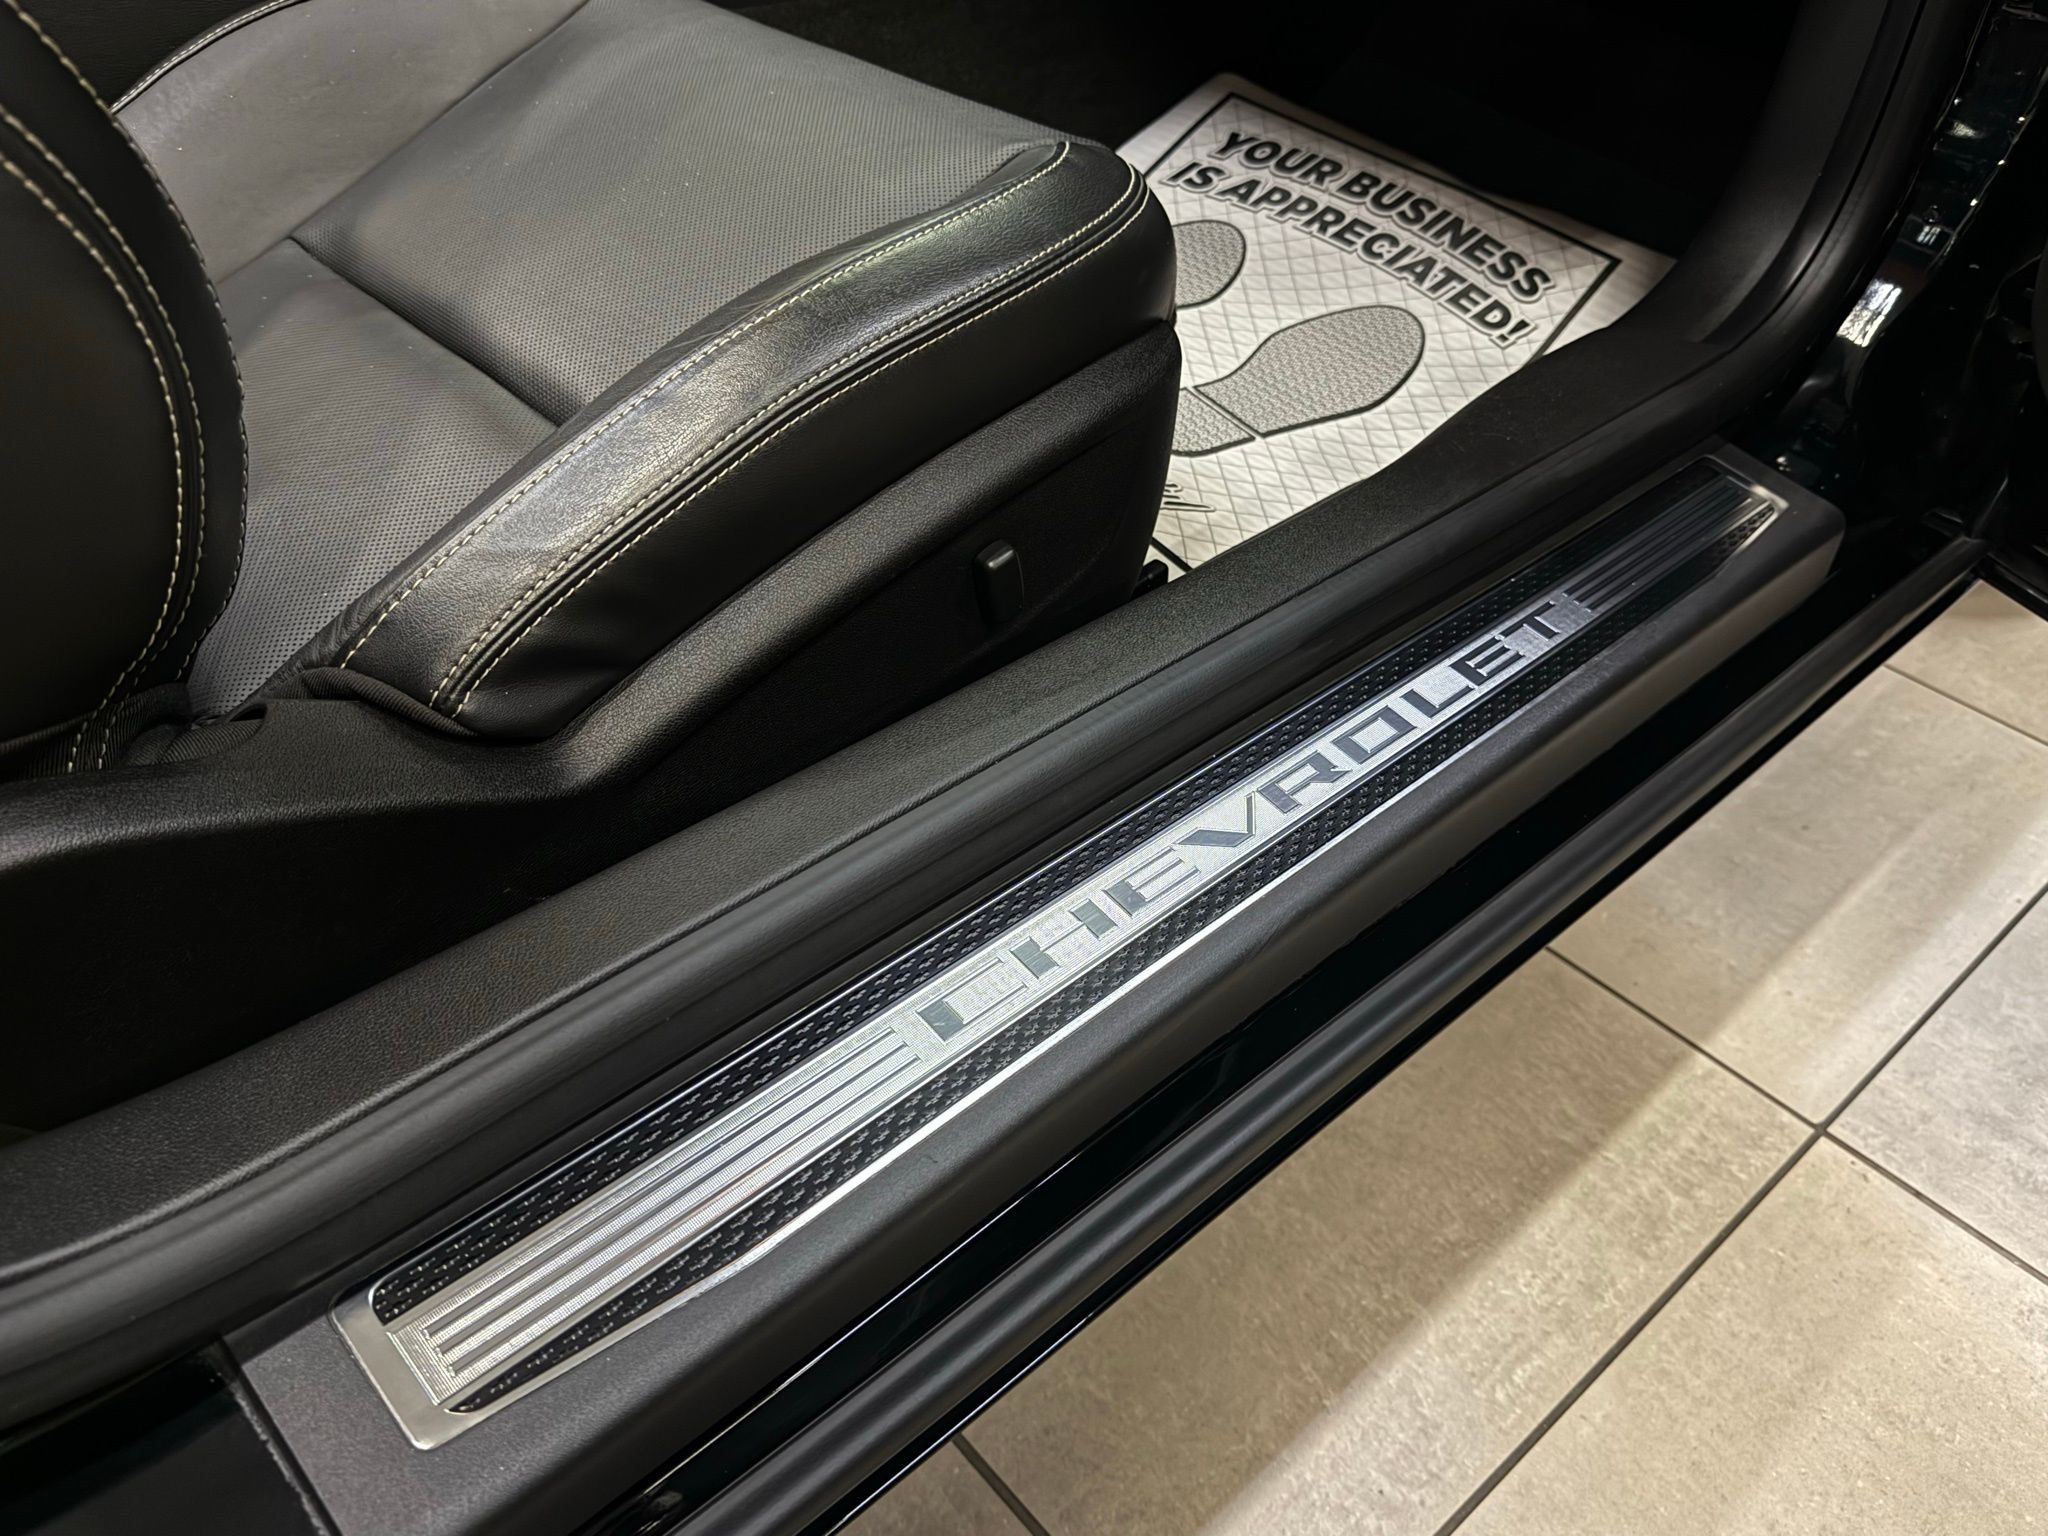 YOUR BUSINESS
IS APPRECIATED!
CHEVROLET